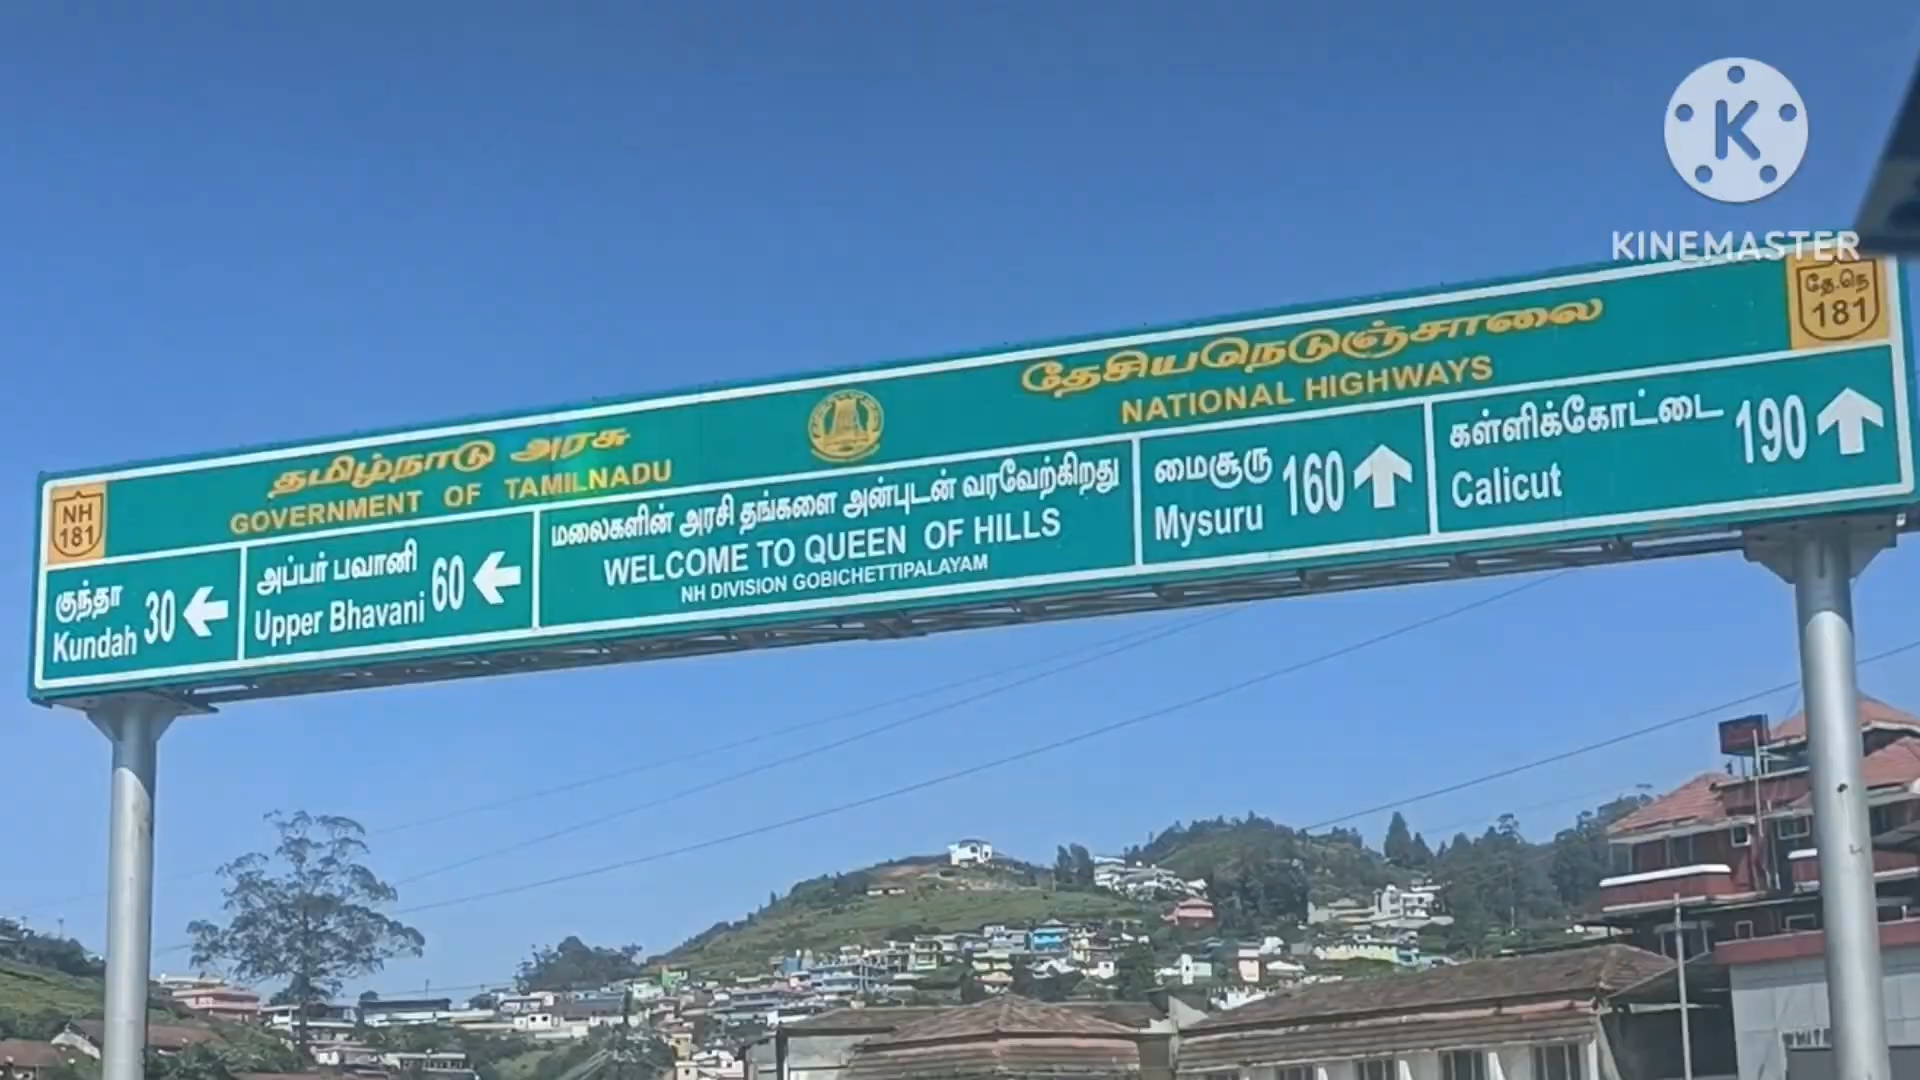 K
KINEMASTER
தமிழ்நாடு அரசு
GOVERNMENT OF TAMILNADU
தேசியநெடுஞ்சாலை
NATIONAL HIGHWAYS
NH
181
தே.நெ
181
குந்தா
Kundah 30
அப்பர் பவானி
Upper Bhavani 60
மலைகளின் அரசி தங்களை அன்புடன் வரவேற்கிறது
WELCOME TO QUEEN OF HILLS
NH DIVISION GOBICHETTIPALAYAM
மைசூரு
Mysuru 160
கள்ளிக்கோட்டை
Calicut 190